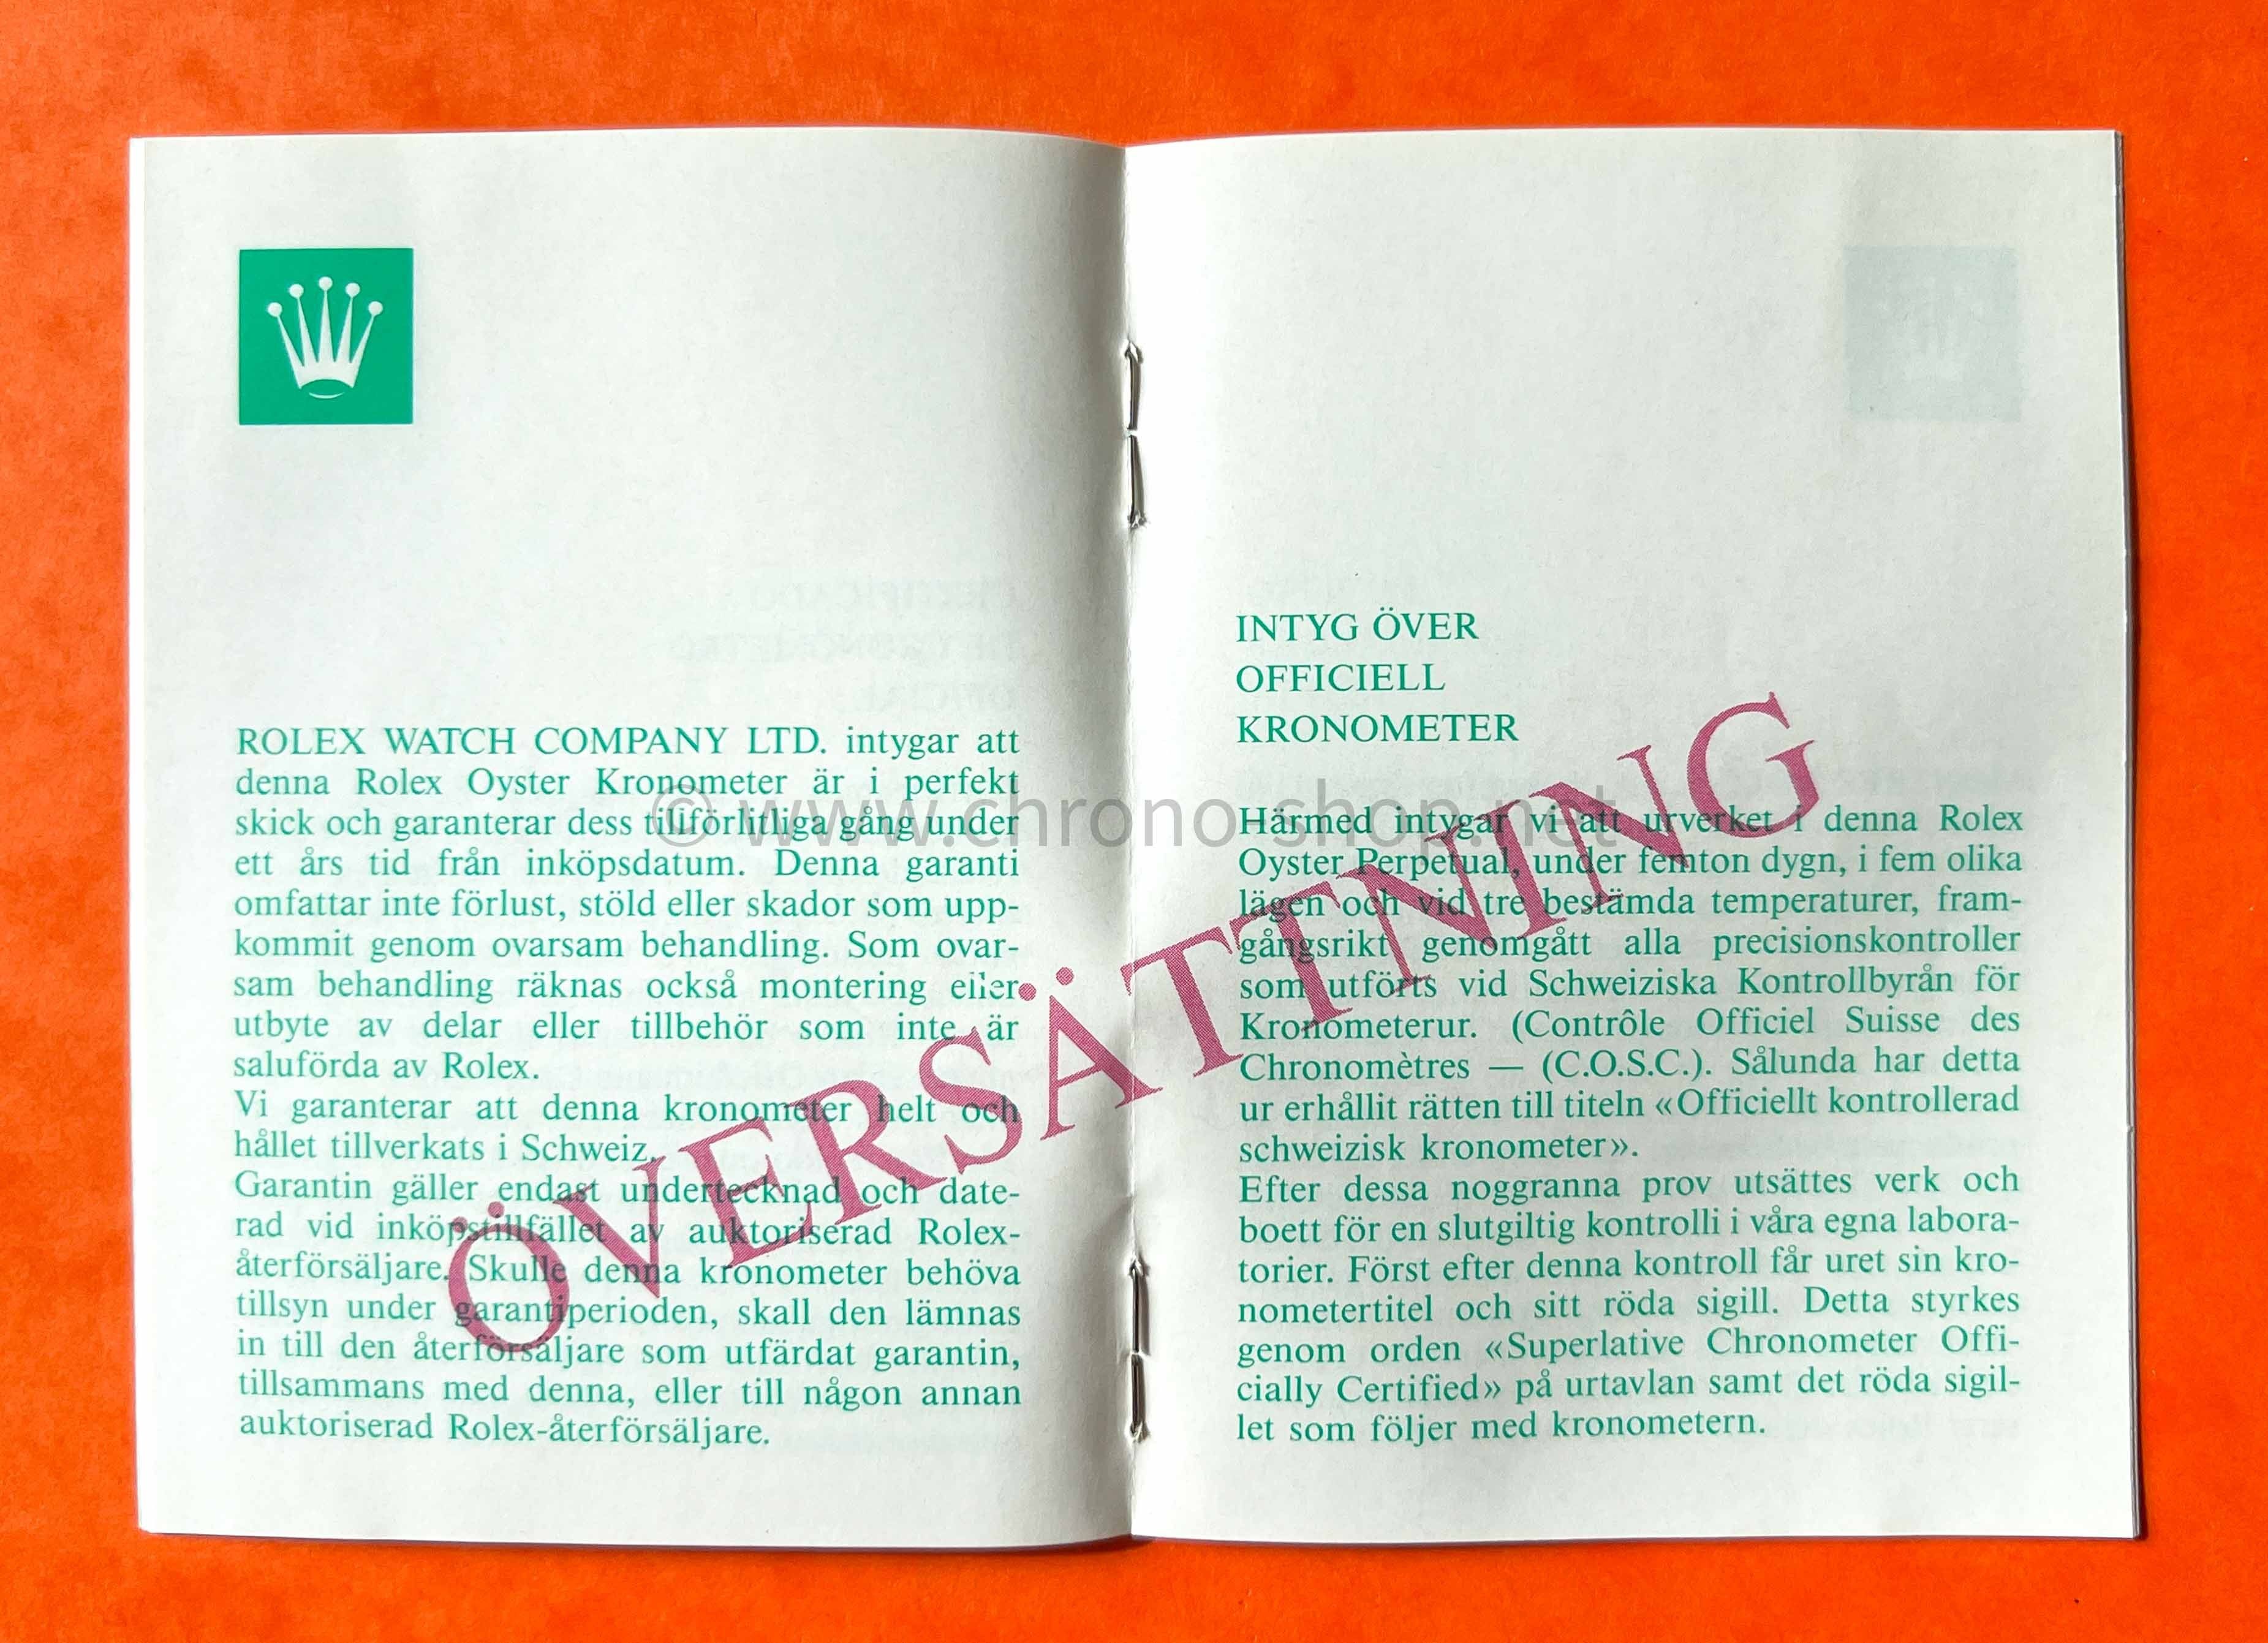 ROLEX WATCH COMPANY LTD. intygar att
denna Rolex Oyster Kronometer är i perfekt
skick och garanterar dess tillförlitliga gång under
ett års tid från inköpsdatum. Denna garanti
omfattar inte förlust, stöld eller skador som upp-
kommit genom ovarsam behandling. Som ovar-
sam behandling räknas också montering eller
utbyte av delar eller tillbehör som inte är
saluförda av Rolex.
Vi garanterar att denna kronometer helt och
hållet tillverkats i Schweiz.
Garantin gäller endast undertecknad och date-
rad vid inköpstillfället av auktoriserad Rolex-
återförsäljare. Skulle denna kronometer behöva
tillsyn under garantiperioden, skall den lämnas
in till den återförsäljare som utfärdat garantin,
tillsammans med denna, eller till någon annan
auktoriserad Rolex-återförsäljare.
INTYG ÖVER
OFFICIELL
KRONOMETER
Härmed intygar vi att urverket i denna Rolex
Oyster Perpetual, under femton dygn, i fem olika
lägen och vid tre bestämda temperaturer, fram-
gångsrikt genomgått alla precisionskontroller
som utförts vid Schweiziska Kontrollbyrån för
Kronometerur. (Contrôle Officiel Suisse des
Chronomètres — (C.O.S.C.). Sålunda har detta
ur erhållit rätten till titeln «Officiellt kontrollerad
schweizisk kronometer».
Efter dessa noggranna prov utsättes verk och
boett för en slutgiltig kontrolli i våra egna labora-
torier. Först efter denna kontroll får uret sin kro-
nometertitel och sitt röda sigill. Detta styrkes
genom orden «Superlative Chronometer Offi-
cially Certified» på urtavlan samt det röda sigil-
let som följer med kronometern.
ÖVERSÄTTNING
© www.chrono-shop.net